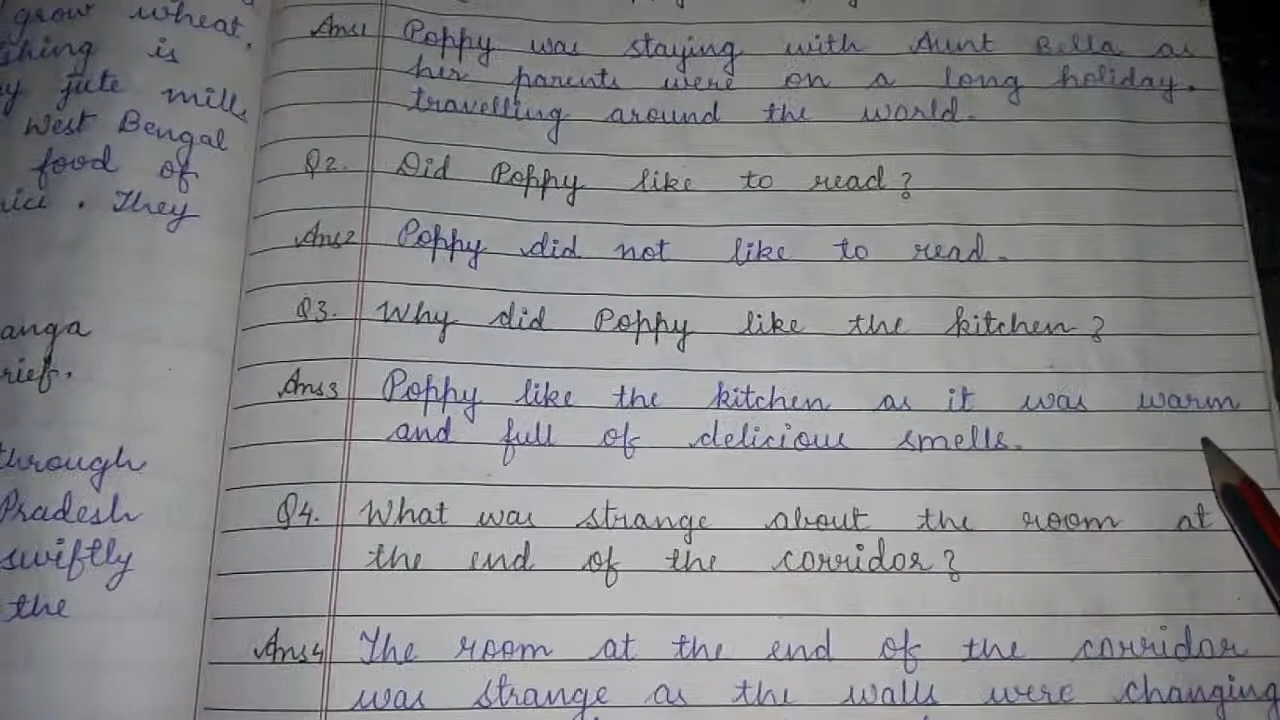 grow wheat.
shing is
y jute mills
West Bengal
food of
ice. They
anga
rief.
through
Pradesh
swiftly
the
Ans1 Poppy was staying with Aunt Bella as
her parents were on a long holiday.
travelling around the world.
Q2. Did Poppy like to read?
Ans2 Poppy did not like to read.
Q3. Why did Poppy like the kitchen?
Ans3 Poppy like the kitchen as it was warm
and full of delicious smells.
Q4. What was strange about the room at
the end of the corridor?
Ans4 The room at the end of the corridor
was strange as the walls were changing